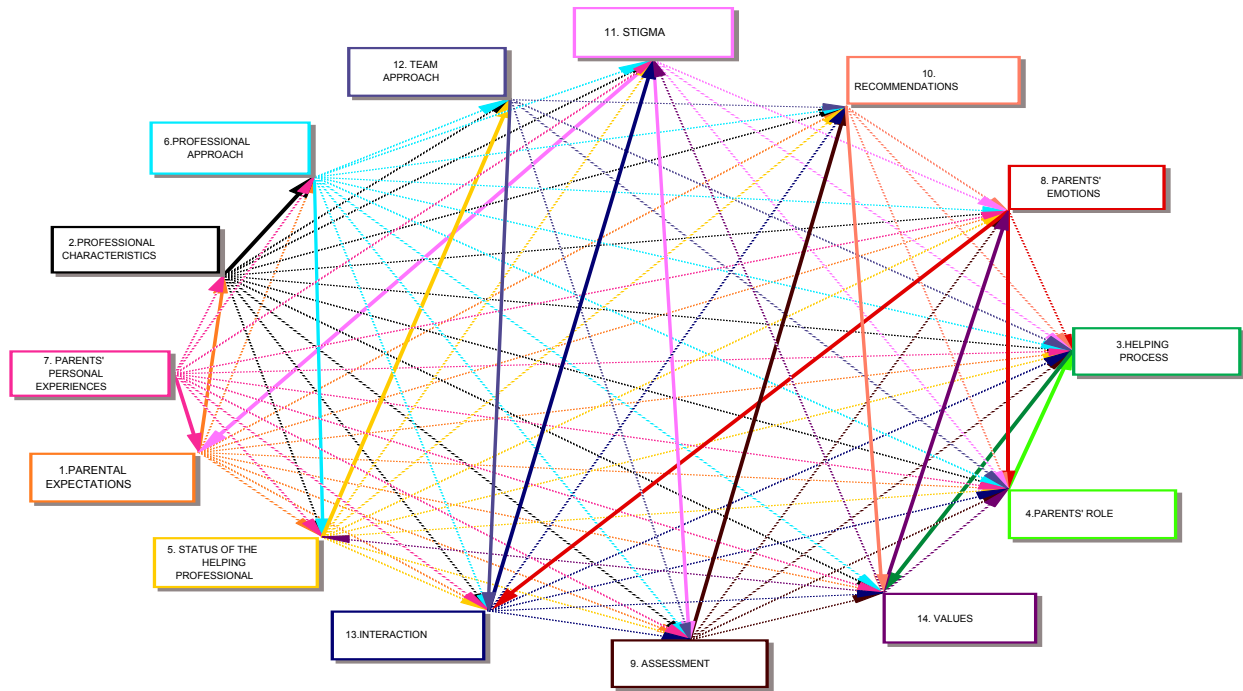 11. STIGMA
12. TEAM
APPROACH
10.
RECOMMENDATIONS
6.PROFESSIONAL
APPROACH
8. PARENTS'
EMOTIONS
2.PROFESSIONAL
CHARACTERISTICS
3.HELPING
PROCESS
7. PARENTS'
PERSONAL
EXPERIENCES
1.PARENTAL
EXPECTATIONS
4.PARENTS' ROLE
5. STATUS OF THE
HELPING
PROFESSIONAL
13.INTERACTION
14. VALUES
9. ASSESSMENT